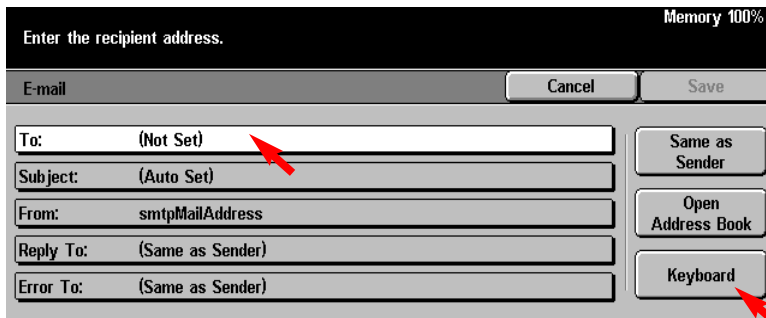 Memory 100%
Enter the recipient address.
E-mail
Cancel
Save
To: (Not Set)
Subject: (Auto Set)
From: smtpMailAddress
Reply To: (Same as Sender)
Error To: (Same as Sender)
Same as
Sender
Open
Address Book
Keyboard